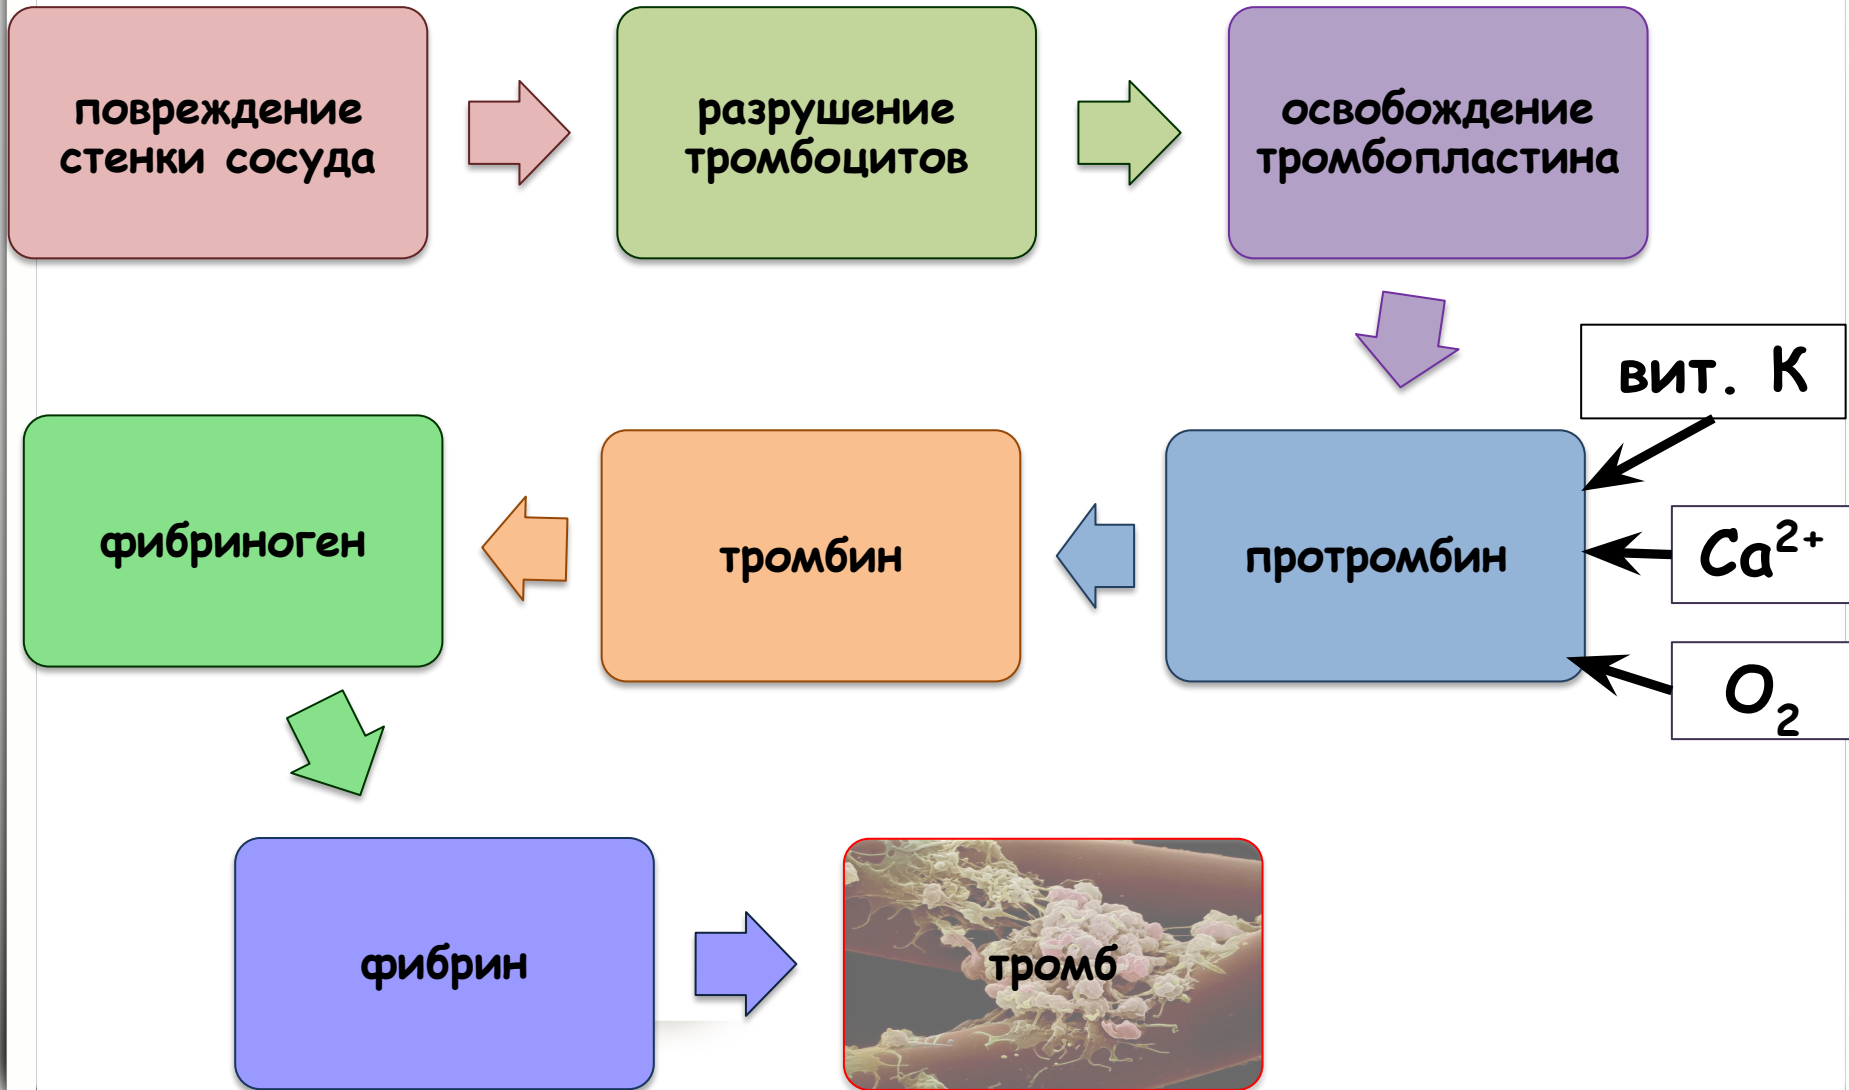 повреждение
стенки сосуда
разрушение
тромбоцитов
освобождение
тромбопластина
вит. К
фибриноген
тромбин
протромбин
Ca²⁺
O₂
фибрин
тромб